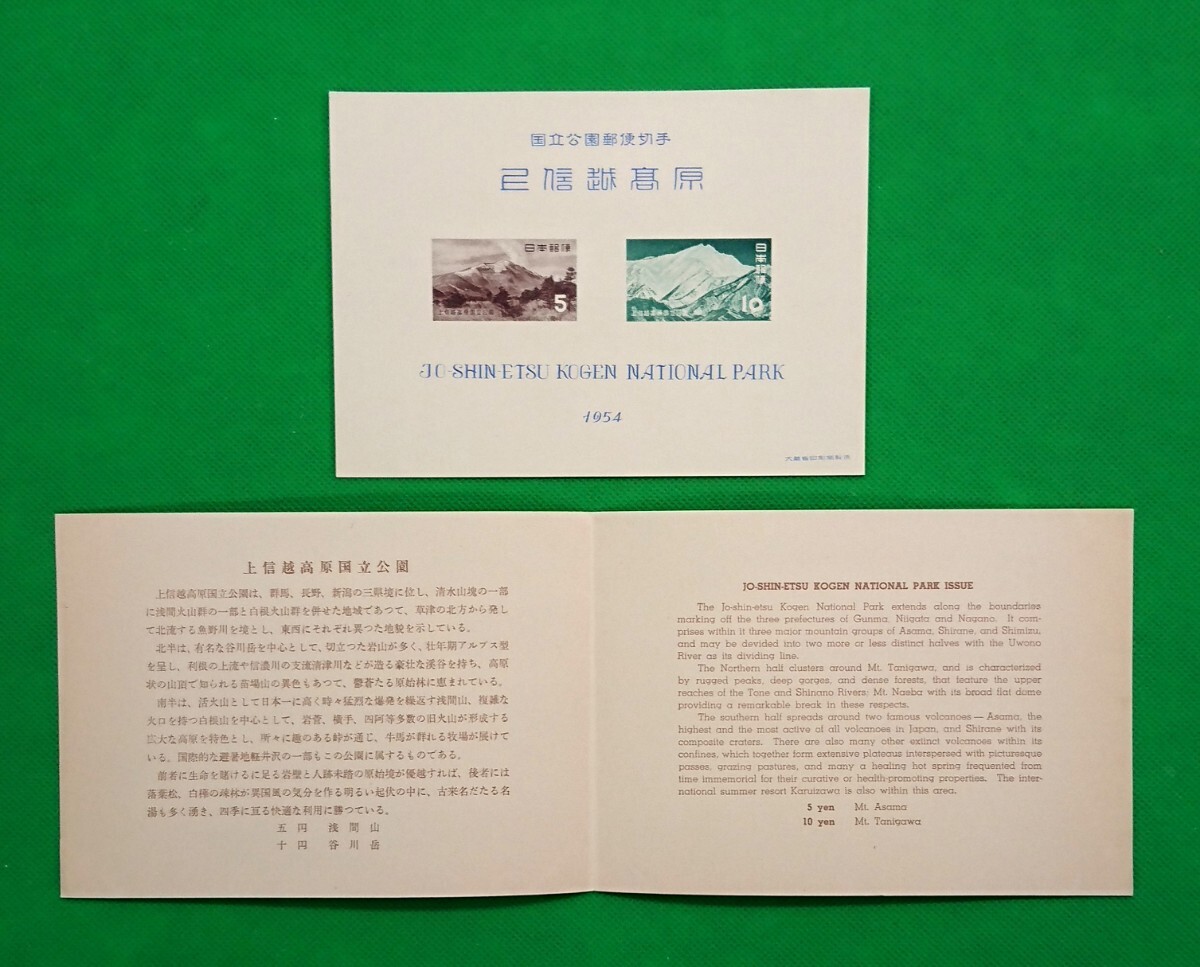 国立公園郵便切手
上信越高原
日本郵便
5
上信越高原国立公園
日本郵便
10
上信越高原国立公園
JO-SHIN-ETSU KOGEN NATIONAL PARK
1954
大蔵省印刷局製造
上信越高原国立公園
上信越高原国立公園は、群馬、長野、新潟の三県境に位し、清水山塊の一部
に浅間火山群の一部と白根火山群を併せた地域であつて、草津の北方から発し
て北流する魚野川を境とし、東西にそれぞれ異つた地貌を示している。
北半は、有名な谷川岳を中心として、切立つた岩山が多く、壮年期アルプス型
を呈し、利根の上流や信濃川の支流清津川などが造る豪壮な渓谷を持ち、高原
状の山頂で知られる苗場山の異色もあつて、鬱蒼たる原始林に恵まれている。
南半は、活火山として日本一に高く時々猛烈な爆発を繰返す浅間山、複雑な
火口を持つ白根山を中心として、岩菅、横手、四阿等多数の旧火山が形成する
広大な高原を特色とし、所々に趣のある峠が通じ、牛馬が群れる牧場が展けて
いる。国際的な避暑地軽井沢の一部もこの公園に属するものである。
前者に生命を賭けるに足る岩壁と人跡未踏の原始境が優越すれば、後者には
落葉松、白樺の疎林が異国風の気分を作る明るい起伏の中に、古来名だたる名
湯も多く湧き、四季に亙る快適な利用に勝つている。
五円 浅間山
十円 谷川岳
JO-SHIN-ETSU KOGEN NATIONAL PARK ISSUE
The Jo-shin-etsu Kogen National Park extends along the boundaries
marking off the three prefectures of Gunma, Niigata and Nagano. It com-
prises within it three major mountain groups of Asama, Shirane, and Shimizu,
and may be devided into two more or less distinct halves with the Uwono
River as its dividing line.
The Northern half clusters around Mt. Tanigawa, and is characterized
by rugged peaks, deep gorges, and dense forests, that feature the upper
reaches of the Tone and Shinano Rivers: Mt. Naeba with its broad flat dome
providing a remarkable break in these respects.
The southern half spreads around two famous volcanoes — Asama, the
highest and the most active of all volcanoes in Japan, and Shirane with its
composite craters. There are also many other extinct volcanoes within its
confines, which together form extensive plateaus interspersed with picturesque
passes, grazing pastures, and many a healing hot spring frequented from
time immemorial for their curative or health-promoting properties. The inter-
national summer resort Karuizawa is also within this area.
5 yen Mt. Asama
10 yen Mt. Tanigawa